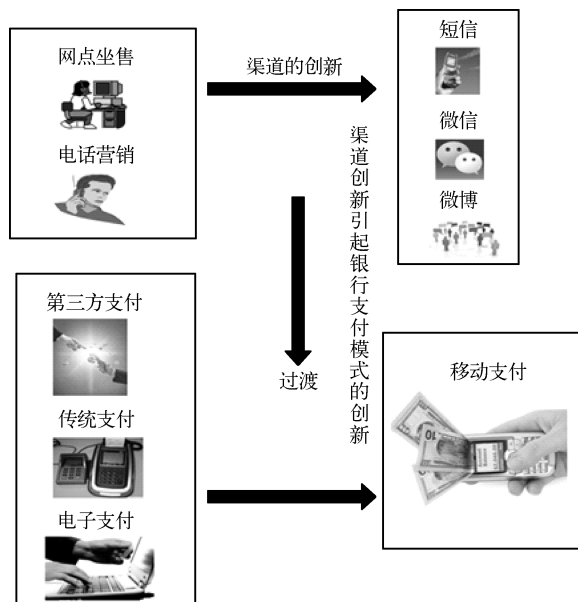 网点坐售
电话营销
渠道的创新
短信
微信
微博
渠道创新引起银行支付模式的创新
过渡
第三方支付
传统支付
电子支付
移动支付
10